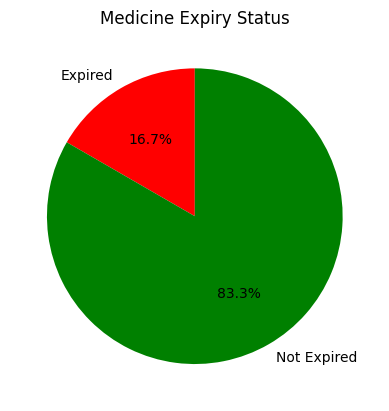 Medicine Expiry Status
Expired
16.7%
83.3%
Not Expired